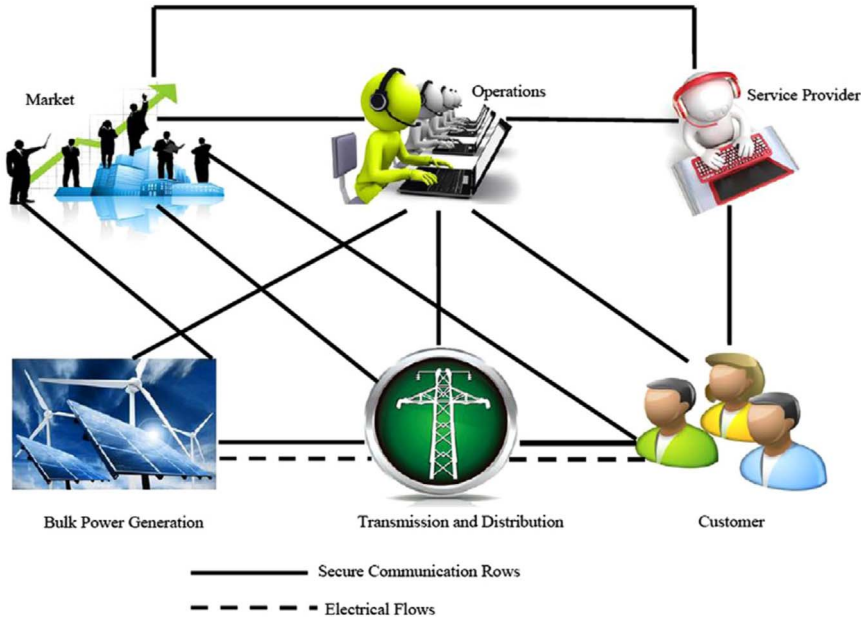 Market
Operations
Service Provider
Bulk Power Generation
Transmission and Distribution
Customer
Secure Communication Rows
Electrical Flows